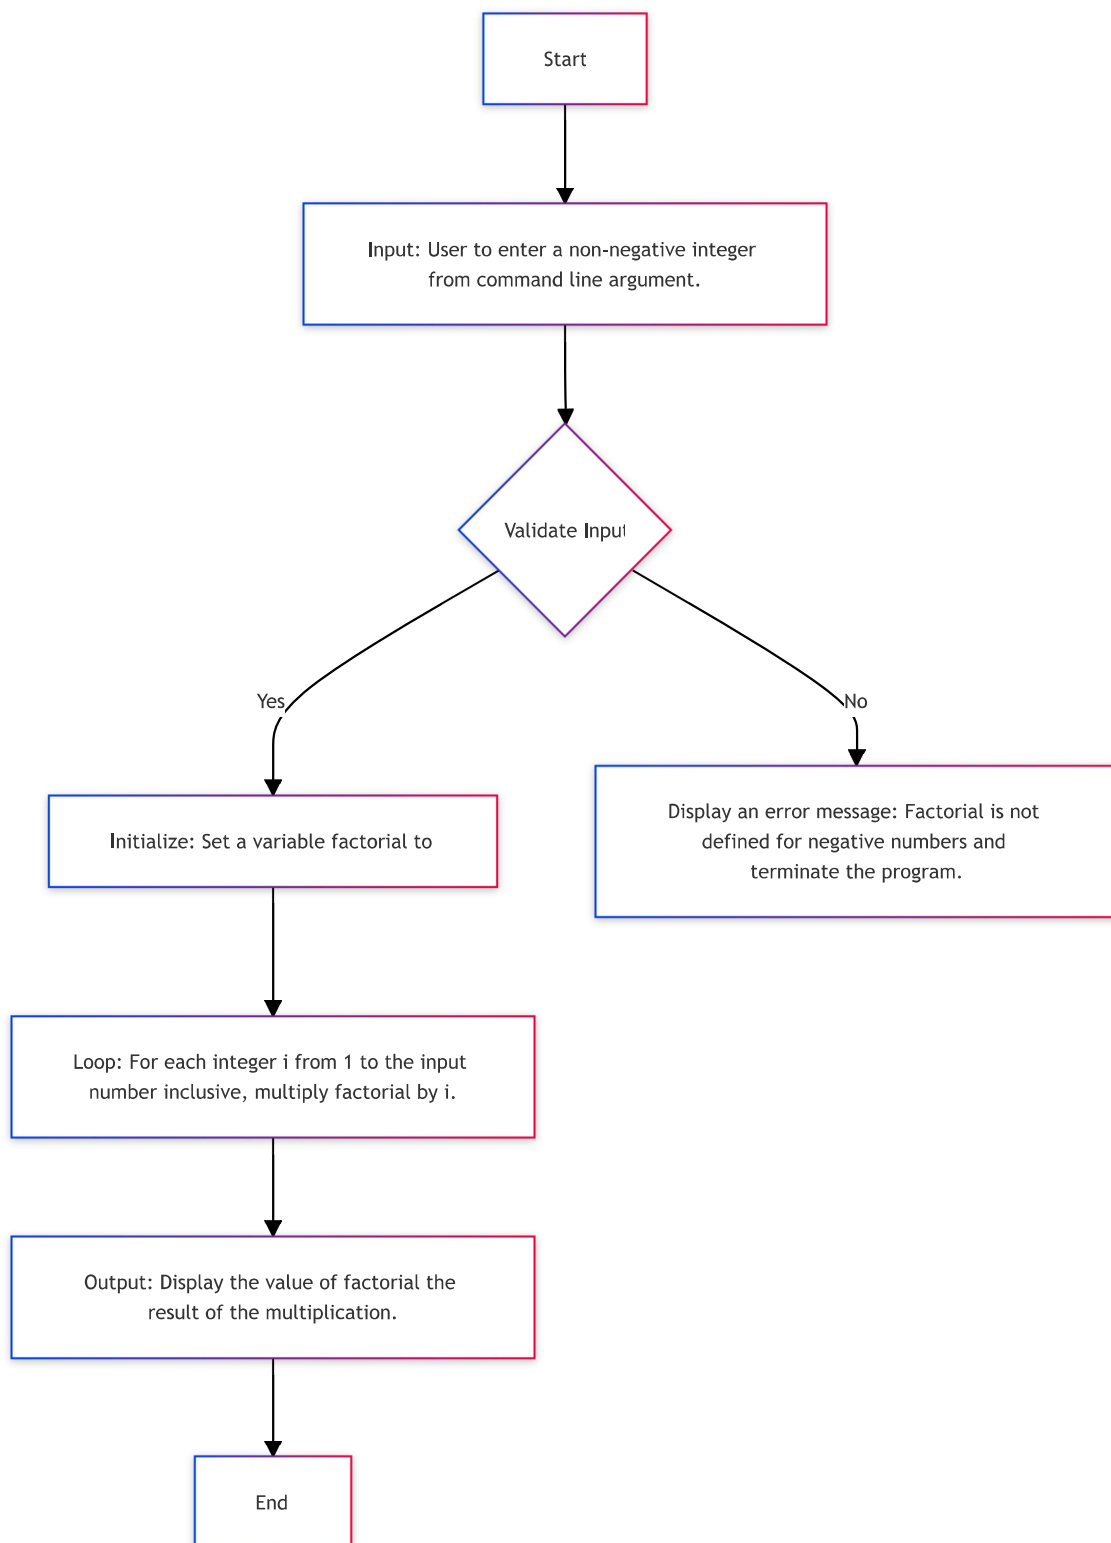 Start
Input: User to enter a non-negative integer
from command line argument.
Validate Input
Yes
No
Initialize: Set a variable factorial to
Display an error message: Factorial is not
defined for negative numbers and
terminate the program.
Loop: For each integer i from 1 to the input
number inclusive, multiply factorial by i.
Output: Display the value of factorial the
result of the multiplication.
End